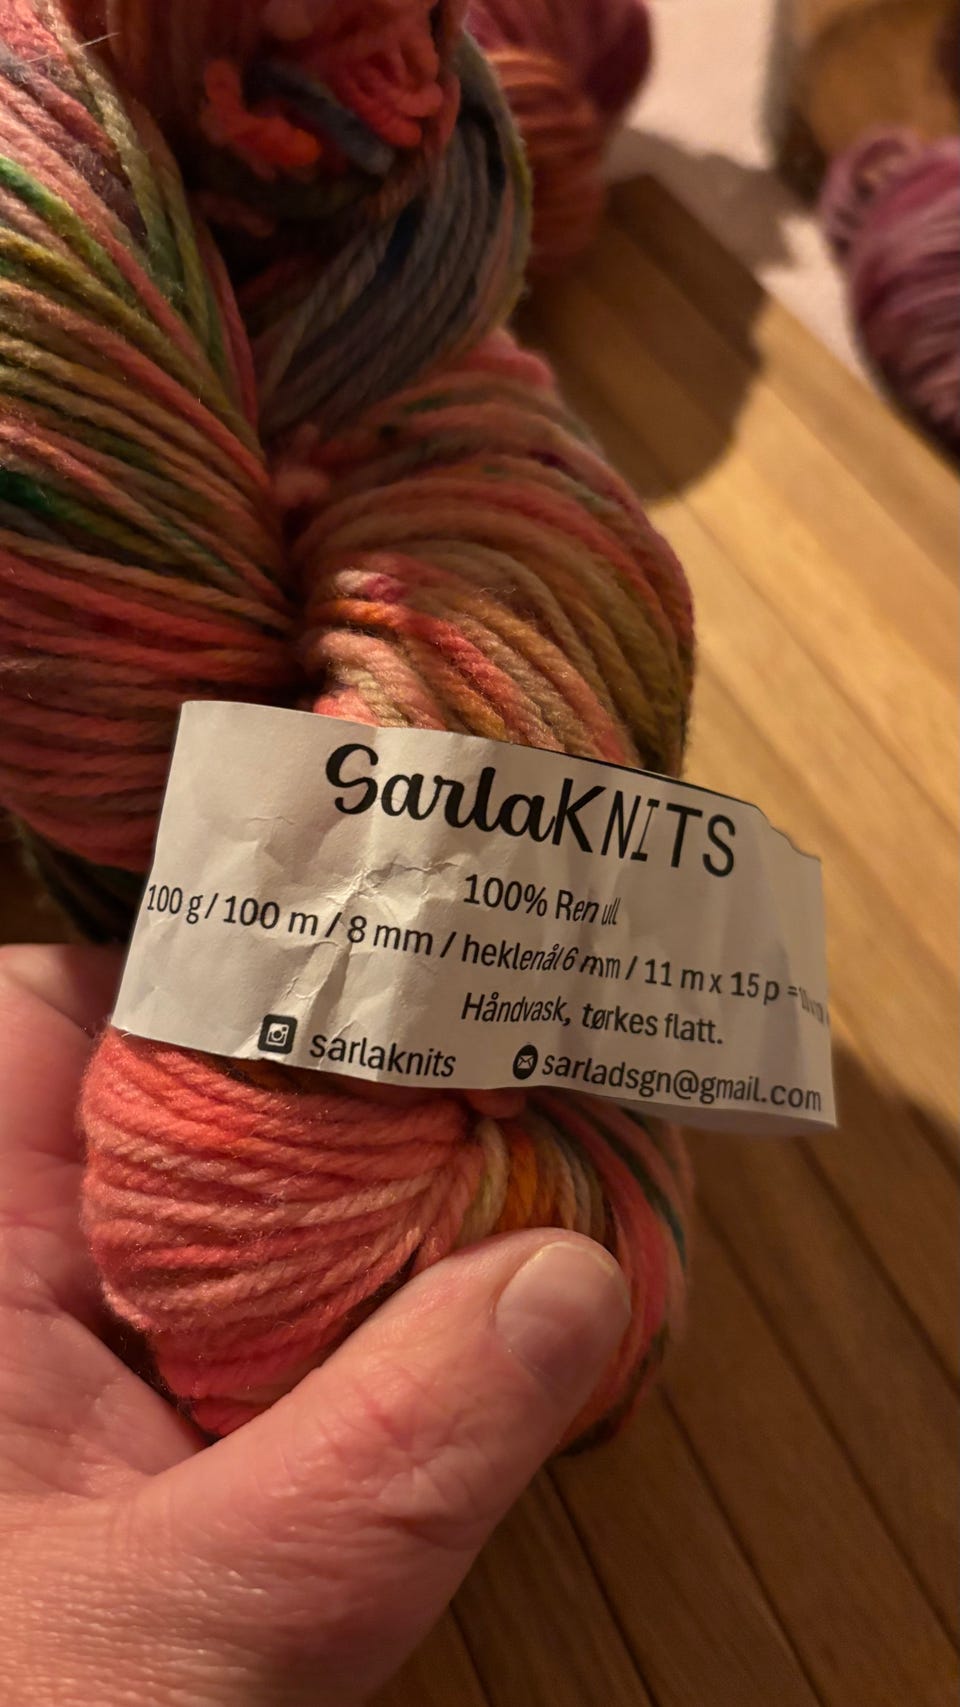 SarlaKNITS
100% Ren ull
100 g / 100 m / 8 mm / heklenål 6 mm / 11 m x 15 p =
Håndvask, tørkes flatt.
sarlaknits sarladsgn@gmail.com